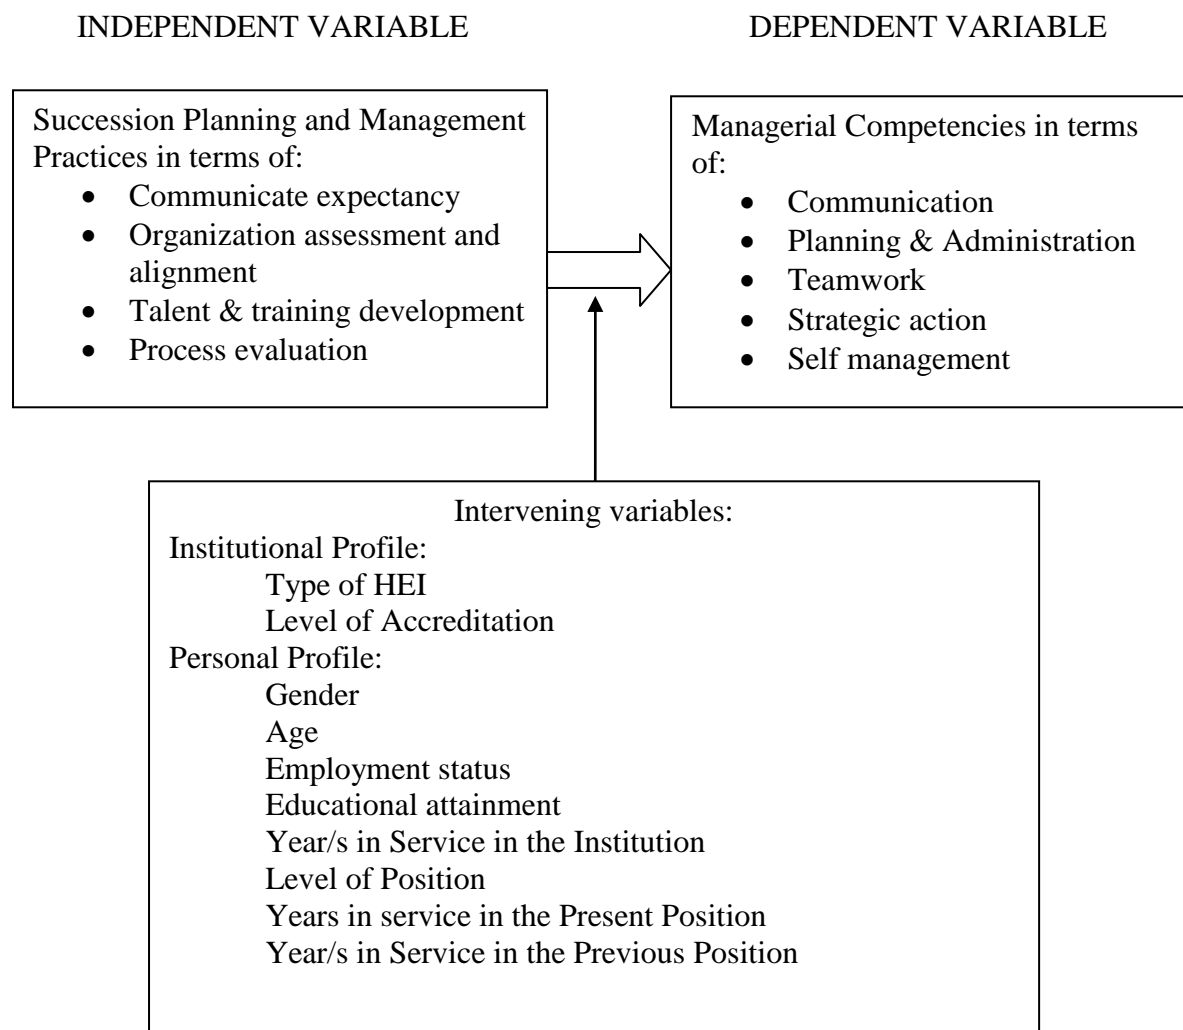 INDEPENDENT VARIABLE
DEPENDENT VARIABLE
Succession Planning and Management
Practices in terms of:
• Communicate expectancy
• Organization assessment and
alignment
• Talent & training development
• Process evaluation
Managerial Competencies in terms
of:
• Communication
• Planning & Administration
• Teamwork
• Strategic action
• Self management
Intervening variables:
Institutional Profile:
Type of HEI
Level of Accreditation
Personal Profile:
Gender
Age
Employment status
Educational attainment
Year/s in Service in the Institution
Level of Position
Years in service in the Present Position
Year/s in Service in the Previous Position